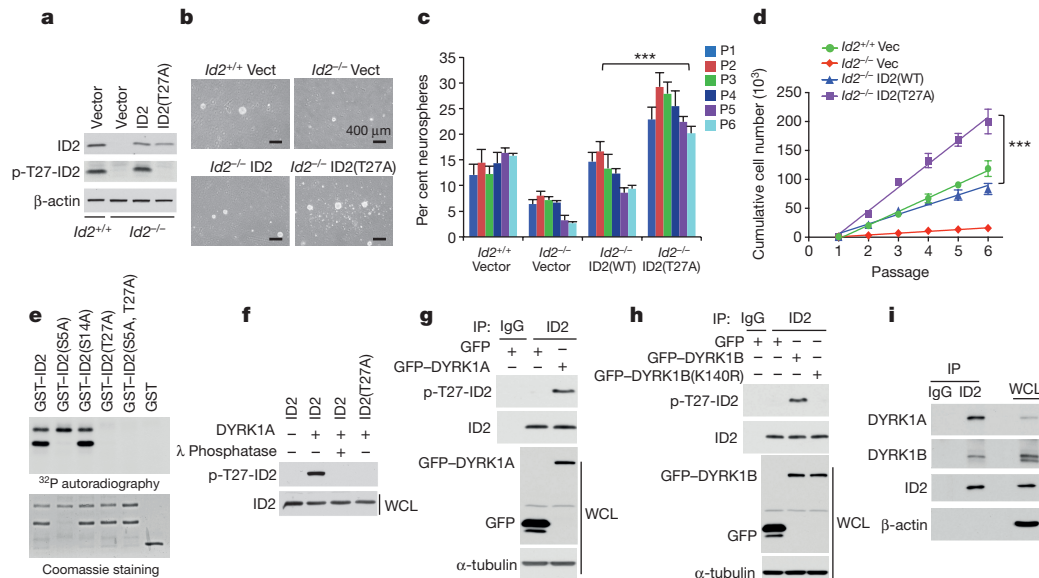 a
Vector
Vector
ID2
ID2(T27A)
ID2
p-T27-ID2
β-actin
Id2+/+ Id2−/−
b
Id2+/+ Vect Id2−/− Vect
400 μm
Id2−/− ID2 Id2−/− ID2(T27A)
c
Per cent neurospheres
40
35
30
25
20
15
10
5
0
***
P1
P2
P3
P4
P5
P6
Id2+/+ Vector
Id2−/− Vector
Id2−/− ID2(WT)
Id2−/− ID2(T27A)
d
Id2+/+ Vec
Id2−/− Vec
Id2−/− ID2(WT)
Id2−/− ID2(T27A)
Cumulative cell number (10³)
250
200
150
100
50
0
***
0 1 2 3 4 5 6
Passage
e
GST–ID2
GST–ID2(S5A)
GST–ID2(S14A)
GST–ID2(T27A)
GST–ID2(S5A, T27A)
GST
³²P autoradiography
Coomassie staining
f
ID2
ID2
ID2
ID2(T27A)
DYRK1A − + + +
λ Phosphatase − − + −
p-T27-ID2
ID2
WCL
g
IP: IgG ID2
GFP + + −
GFP–DYRK1A − − +
p-T27-ID2
ID2
GFP–DYRK1A
GFP
WCL
α-tubulin
h
IP: IgG ID2
GFP + + − −
GFP–DYRK1B − − + −
GFP–DYRK1B(K140R) − − − +
p-T27-ID2
ID2
GFP–DYRK1B
GFP
WCL
α-tubulin
i
IP
IgG ID2 WCL
DYRK1A
DYRK1B
ID2
β-actin